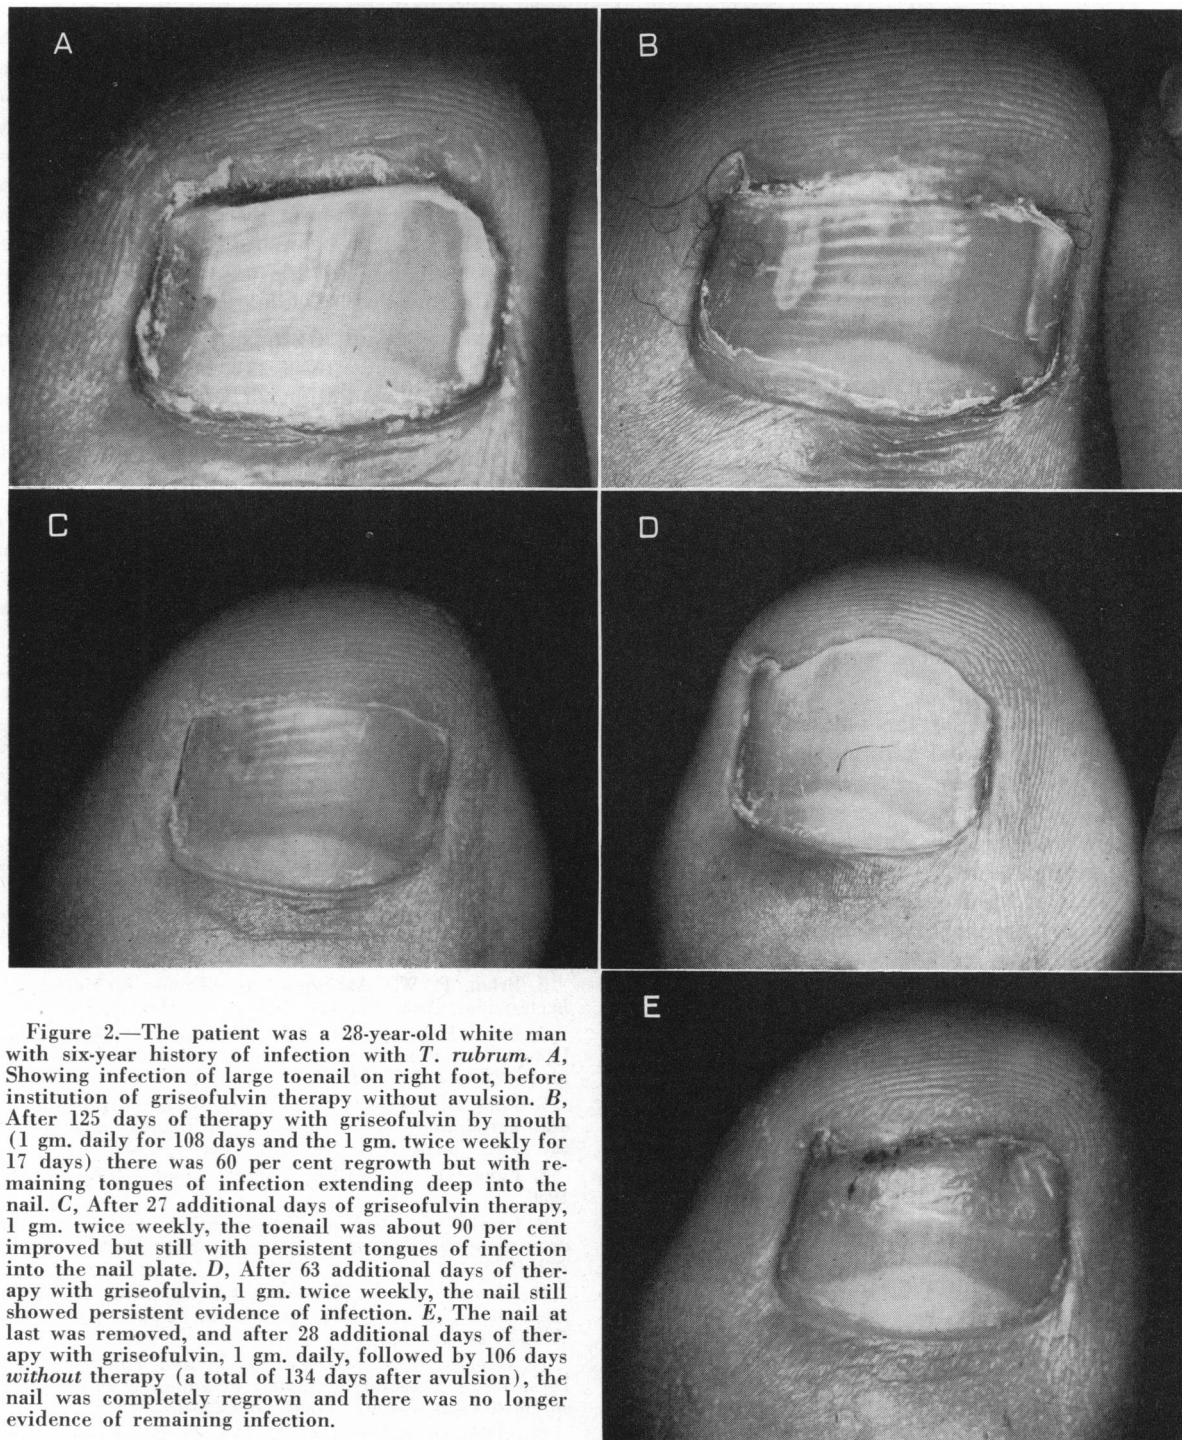 A
B
C
D
E
Figure 2.—The patient was a 28-year-old white man
with six-year history of infection with T. rubrum. A,
Showing infection of large toenail on right foot, before
institution of griseofulvin therapy without avulsion. B,
After 125 days of therapy with griseofulvin by mouth
(1 gm. daily for 108 days and the 1 gm. twice weekly for
17 days) there was 60 per cent regrowth but with re-
maining tongues of infection extending deep into the
nail. C, After 27 additional days of griseofulvin therapy,
1 gm. twice weekly, the toenail was about 90 per cent
improved but still with persistent tongues of infection
into the nail plate. D, After 63 additional days of ther-
apy with griseofulvin, 1 gm. twice weekly, the nail still
showed persistent evidence of infection. E, The nail at
last was removed, and after 28 additional days of ther-
apy with griseofulvin, 1 gm. daily, followed by 106 days
without therapy (a total of 134 days after avulsion), the
nail was completely regrown and there was no longer
evidence of remaining infection.